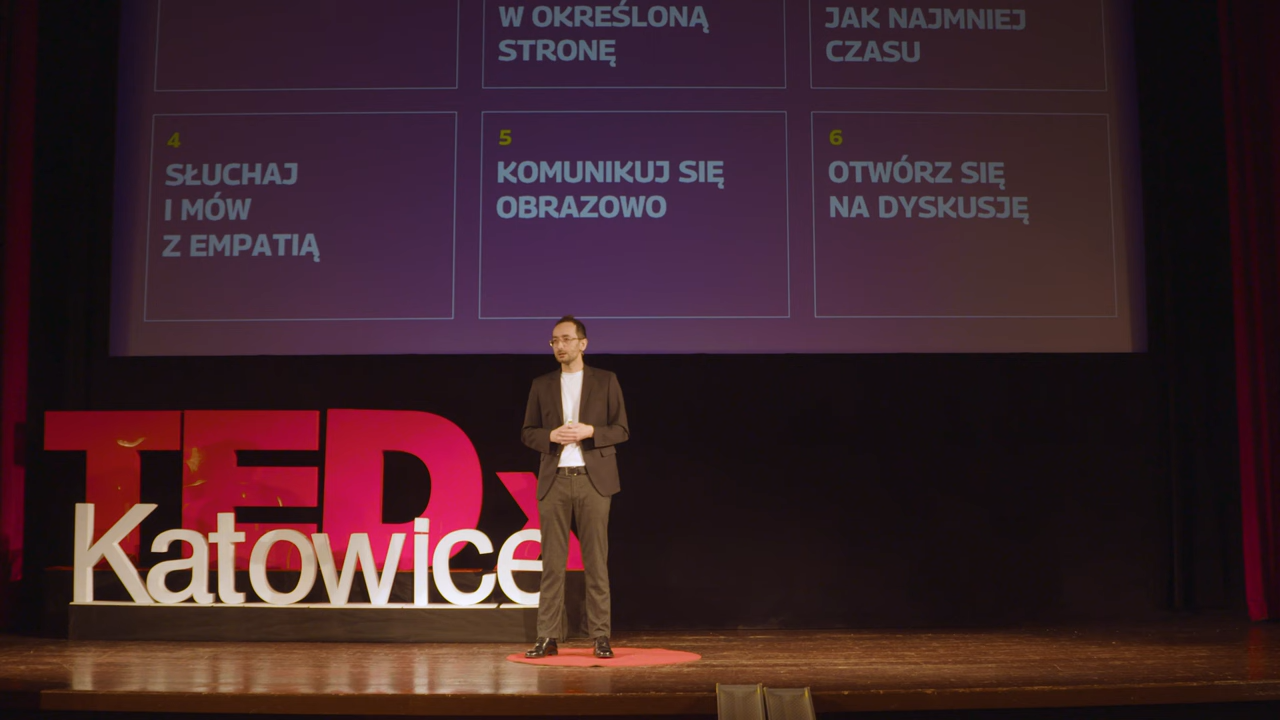 W OKREŚLONĄ
STRONĘ
JAK NAJMNIEJ
CZASU
4
SŁUCHAJ
I MÓW
Z EMPATIĄ
5
KOMUNIKUJ SIĘ
OBRAZOWO
6
OTWÓRZ SIĘ
NA DYSKUSJĘ
TEDx
Katowice